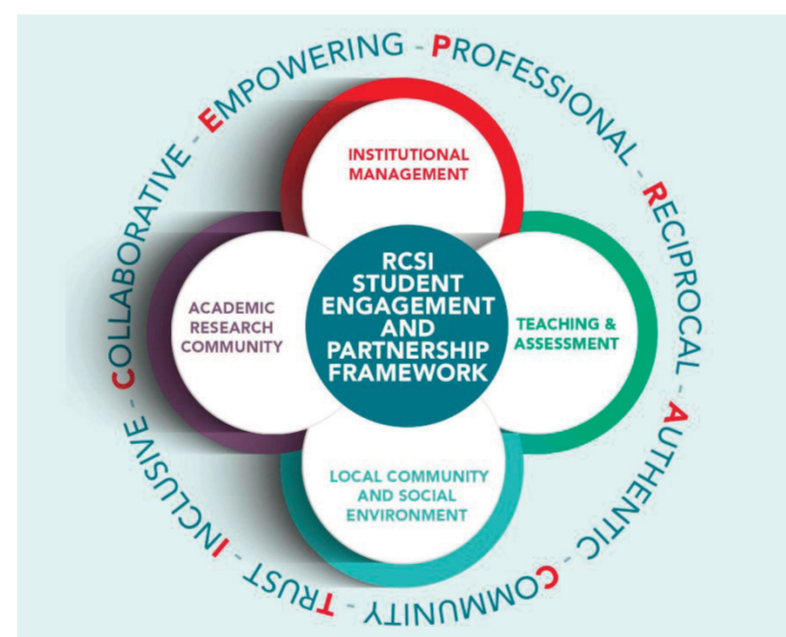 EMPOWERING - PROFESSIONAL - RECIPROCAL - AUTHENTIC - COMMUNITY - TRUST - INCLUSIVE - COLLABORATIVE -
INSTITUTIONAL
MANAGEMENT
ACADEMIC
RESEARCH
COMMUNITY
RCSI
STUDENT
ENGAGEMENT
AND
PARTNERSHIP
FRAMEWORK
TEACHING &
ASSESSMENT
LOCAL COMMUNITY
AND SOCIAL
ENVIRONMENT